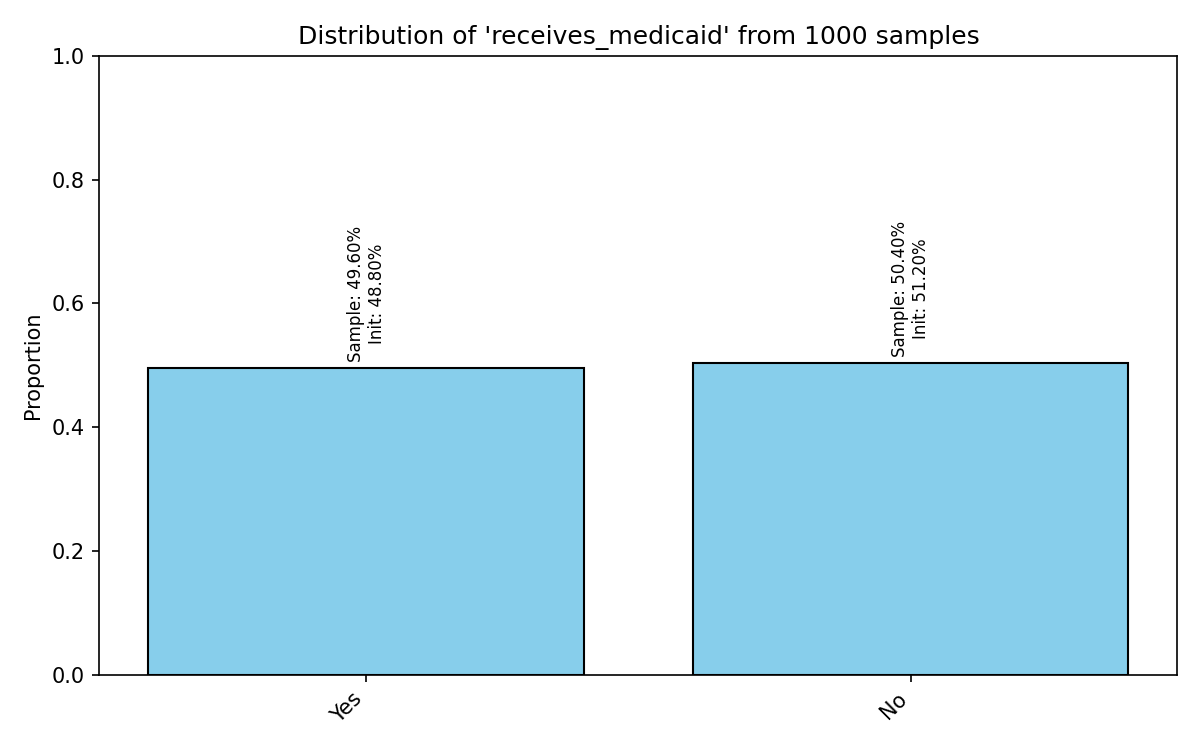 Distribution of 'receives_medicaid' from 1000 samples
Proportion
1.0
0.8
0.6
0.4
0.2
0.0
Sample: 49.60%
Init: 48.80%
Sample: 50.40%
Init: 51.20%
Yes
No